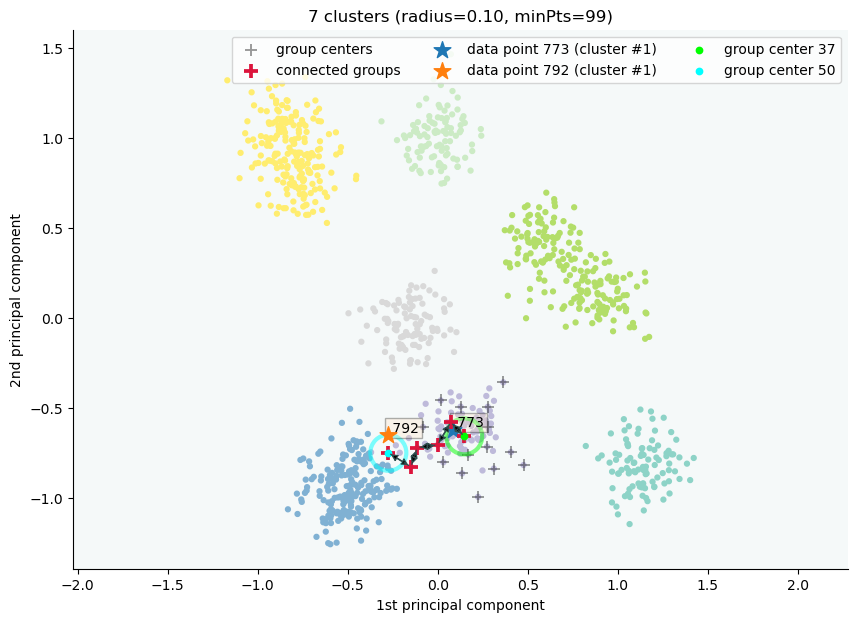 7 clusters (radius=0.10, minPts=99)
group centers
connected groups
data point 773 (cluster #1)
data point 792 (cluster #1)
group center 37
group center 50
2nd principal component
1.5
1.0
0.5
0.0
−0.5
−1.0
792
773
−2.0 −1.5 −1.0 −0.5 0.0 0.5 1.0 1.5 2.0
1st principal component